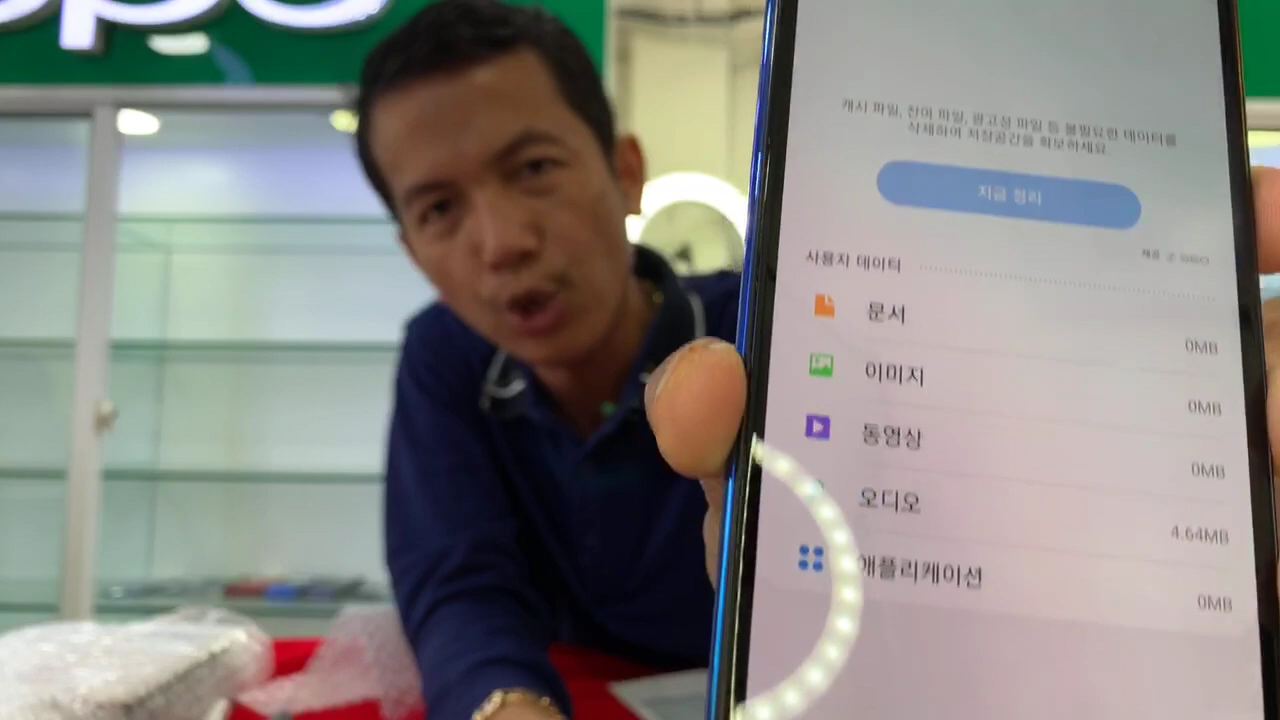 캐시 파일, 잔여 파일, 광고성 파일 등 불필요한 데이터를
삭제하여 저장공간을 확보하세요.
지금 정리
사용자 데이터
문서
0MB
이미지
0MB
동영상
0MB
오디오
4.64MB
애플리케이션
0MB